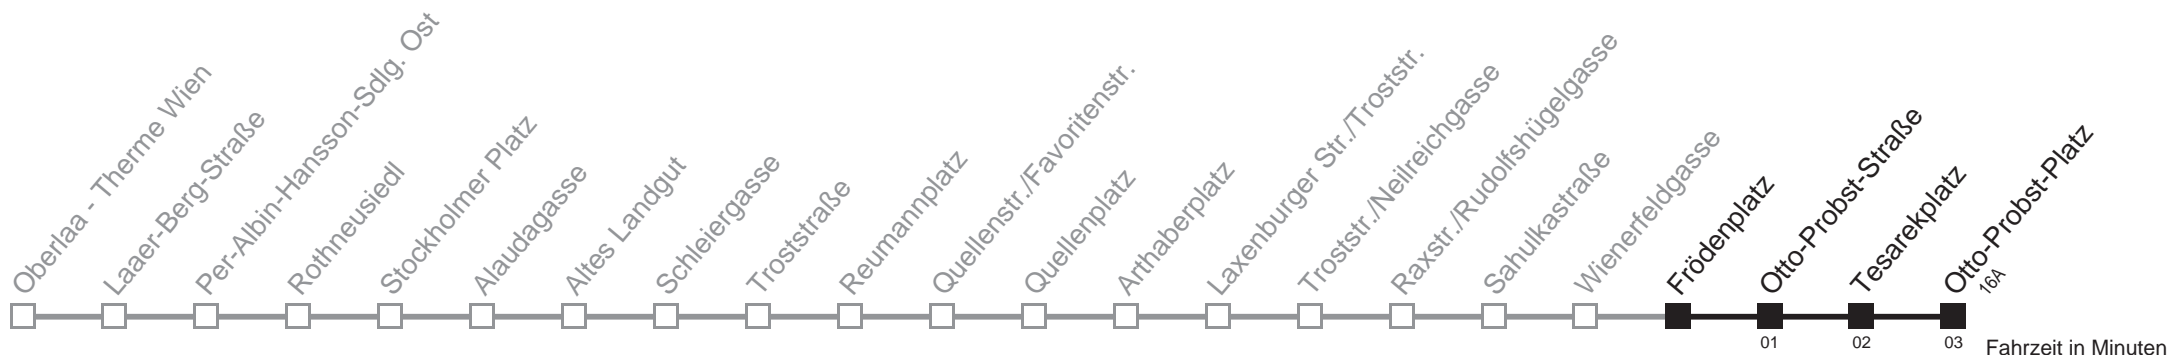 Oberlaa - Therme Wien
Laaer-Berg-Straße
Per-Albin-Hansson-Sdlg. Ost
Rothneusiedl
Stockholmer Platz
Alaudagasse
Altes Landgut
Schleiergasse
Troststraße
Reumannplatz
Quellenstr./Favoritenstr.
Quellenplatz
Arthaberplatz
Laxenburger Str./Troststr.
Troststr./Neilreichgasse
Raxstr./Rudolfshügelgasse
Sahulkastraße
Wienerfeldgasse
Frödenplatz
Otto-Probst-Straße
Tesarekplatz
Otto-Probst-Platz
16A
01 02 03 Fahrzeit in Minuten